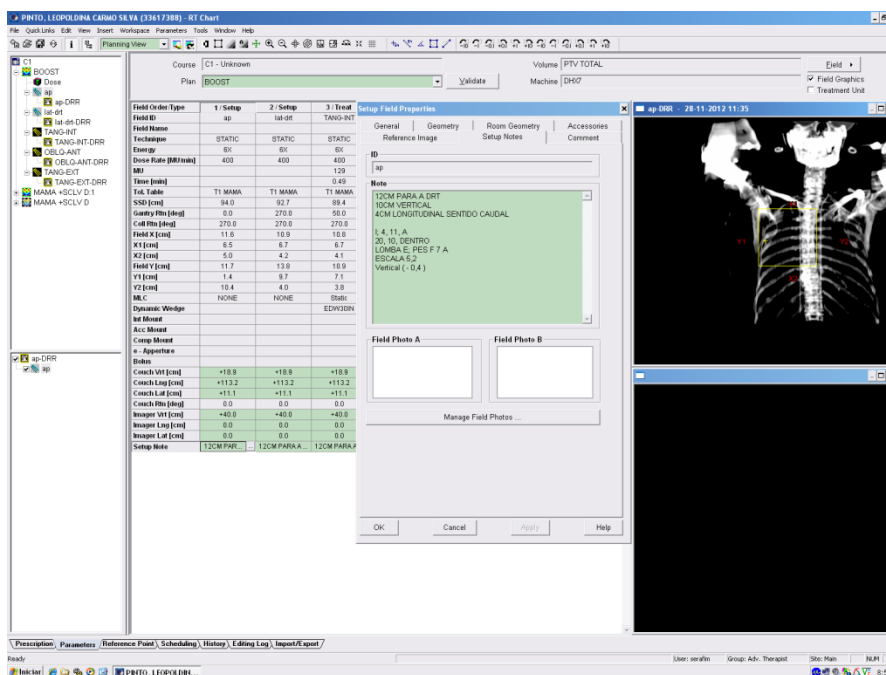 PINTO, LEOPOLDINA CARMO SILVA (33617388) - RT Chart
File Quick Links Edit View Insert Workspace Parameters Tools Window Help
Planning View
C1
BOOST
Dose
ap
ap-DRR
lat-drt
lat-drt-DRR
TANG-INT
TANG-INT-DRR
OBLQ-ANT
OBLQ-ANT-DRR
TANG-EXT
TANG-EXT-DRR
MAMA +SCLV D:1
MAMA +SCLV D
ap-DRR
ap
Course C1 - Unknown Volume PTV TOTAL Field
Plan BOOST Validate Machine DHX7 Field Graphics
Treatment Unit
Field Order/Type 1 / Setup 2 / Setup 3 / Treat
Field ID ap lat-drt TANG-INT
Field Name
Technique STATIC STATIC STATIC
Energy 6X 6X 6X
Dose Rate [MU/min] 400 400 400
MU 129
Time [min] 0.49
Tol. Table T1 MAMA T1 MAMA T1 MAMA
SSD [cm] 94.0 92.7 89.4
Gantry Rtn [deg] 0.0 270.0 50.0
Coll Rtn [deg] 270.0 270.0 270.0
Field X [cm] 11.6 10.9 10.8
X1 [cm] 6.5 6.7 6.7
X2 [cm] 5.0 4.2 4.1
Field Y [cm] 11.7 13.8 10.9
Y1 [cm] 1.4 9.7 7.1
Y2 [cm] 10.4 4.0 3.8
MLC NONE NONE Static
Dynamic Wedge EDW30IN
Int Mount
Acc Mount
Comp Mount
e - Apperture
Bolus
Couch Vrt [cm] +18.9 +18.9 +18.9
Couch Lng [cm] +113.2 +113.2 +113.2
Couch Lat [cm] +11.1 +11.1 +11.1
Couch Rtn [deg] 0.0 0.0 0.0
Imager Vrt [cm] +40.0 +40.0 +40.0
Imager Lng [cm] 0.0 0.0 0.0
Imager Lat [cm] 0.0 0.0 0.0
Setup Note 12CM PAR... ... 12CM PARA A ... 12CM PARA A
Setup Field Properties
General Geometry Room Geometry Accessories
Reference Image Setup Notes Comment
ID
ap
Note
12CM PARA A DRT
10CM VERTICAL
4CM LONGITUDINAL SENTIDO CAUDAL
I; 4, 11, A
20, 10, DENTRO
LOMBA E, PES F 7 A
ESCALA 5,2
Vertical ( - 0,4 )
Field Photo A Field Photo B
Manage Field Photos ...
OK Cancel Apply Help
ap-DRR - 28-11-2012 11:35
Y1
Y2
Prescription Parameters Reference Point Scheduling History Editing Log Import/Export
Ready User: serafim Group: Adv. Therapist Site: Main NUM
Iniciar PINTO, LEOPOLDIN...